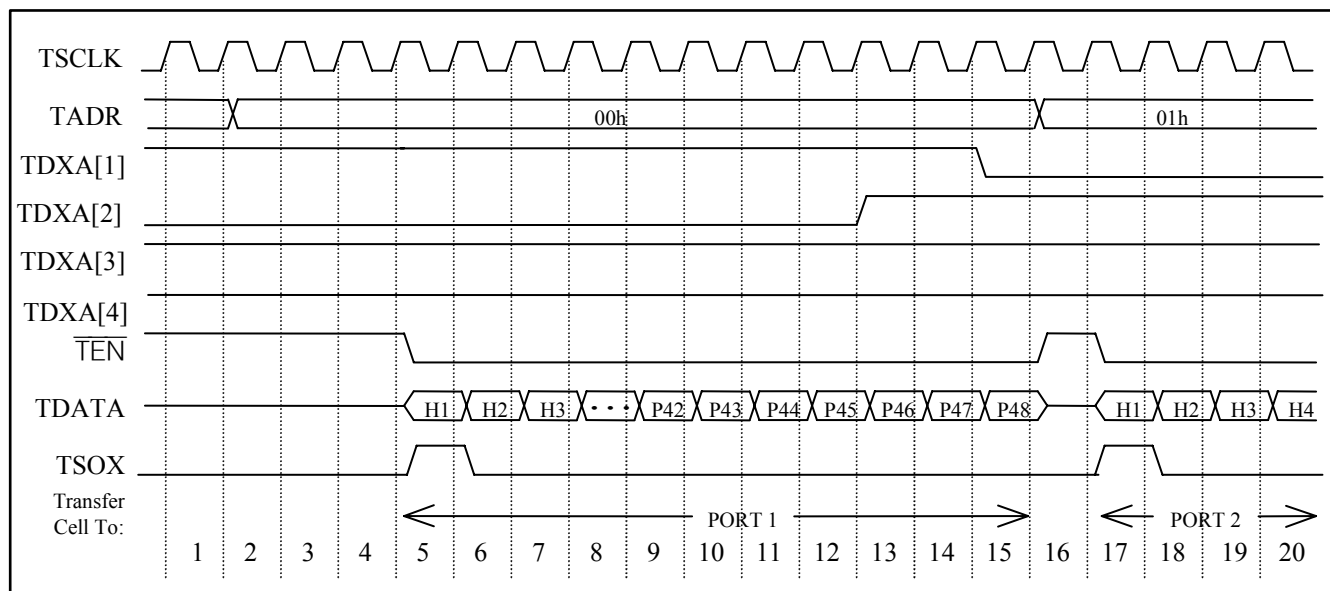 TSCLK
TADR 00h 01h
TDXA[1]
TDXA[2]
TDXA[3]
TDXA[4]
TEN
TDATA H1 H2 H3 ··· P42 P43 P44 P45 P46 P47 P48 H1 H2 H3 H4
TSOX
Transfer
Cell To: PORT 1 PORT 2
1 2 3 4 5 6 7 8 9 10 11 12 13 14 15 16 17 18 19 20